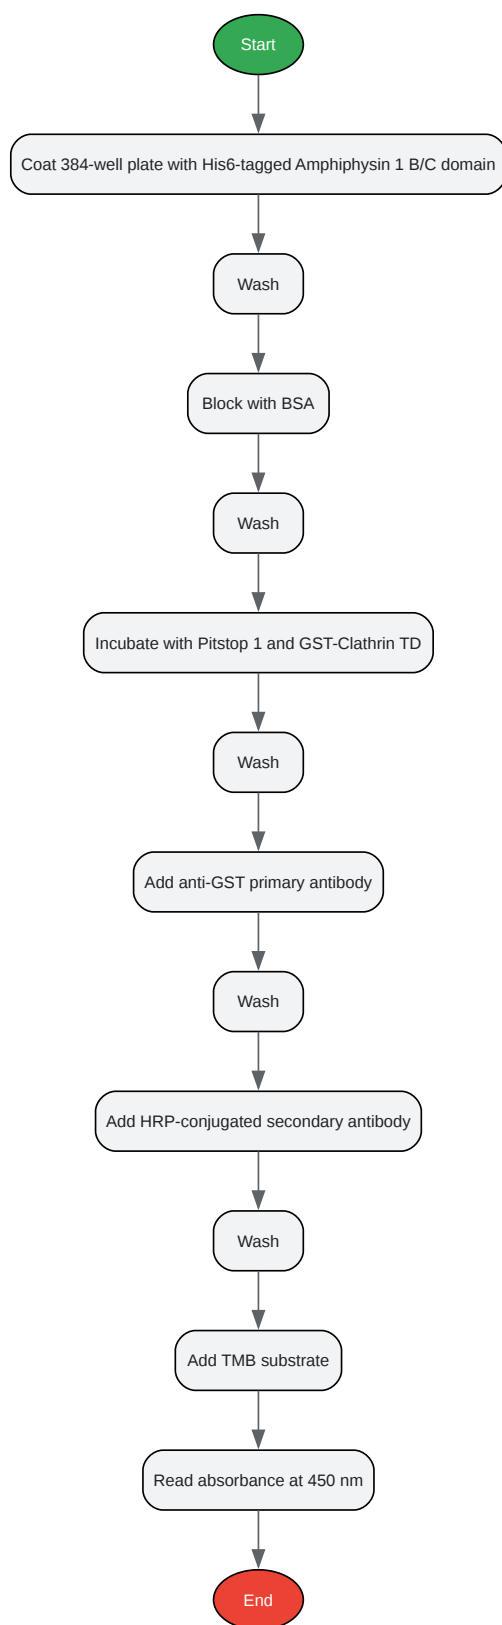 Start
Coat 384-well plate with His6-tagged Amphiphysin 1 B/C domain
Wash
Block with BSA
Wash
Incubate with Pitstop 1 and GST-Clathrin TD
Wash
Add anti-GST primary antibody
Wash
Add HRP-conjugated secondary antibody
Wash
Add TMB substrate
Read absorbance at 450 nm
End